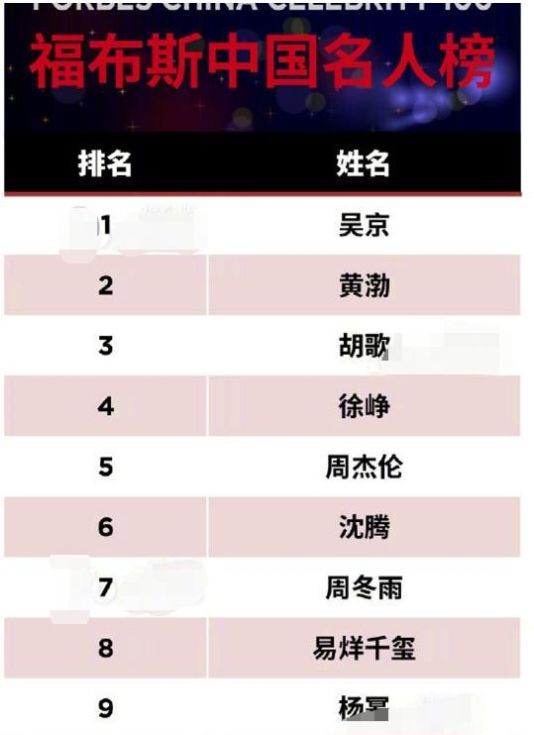 FORBES CHINA CELEBRITY 100
福布斯中国名人榜
排名 姓名
1 吴京
2 黄渤
3 胡歌
4 徐峥
5 周杰伦
6 沈腾
7 周冬雨
8 易烊千玺
9 杨幂